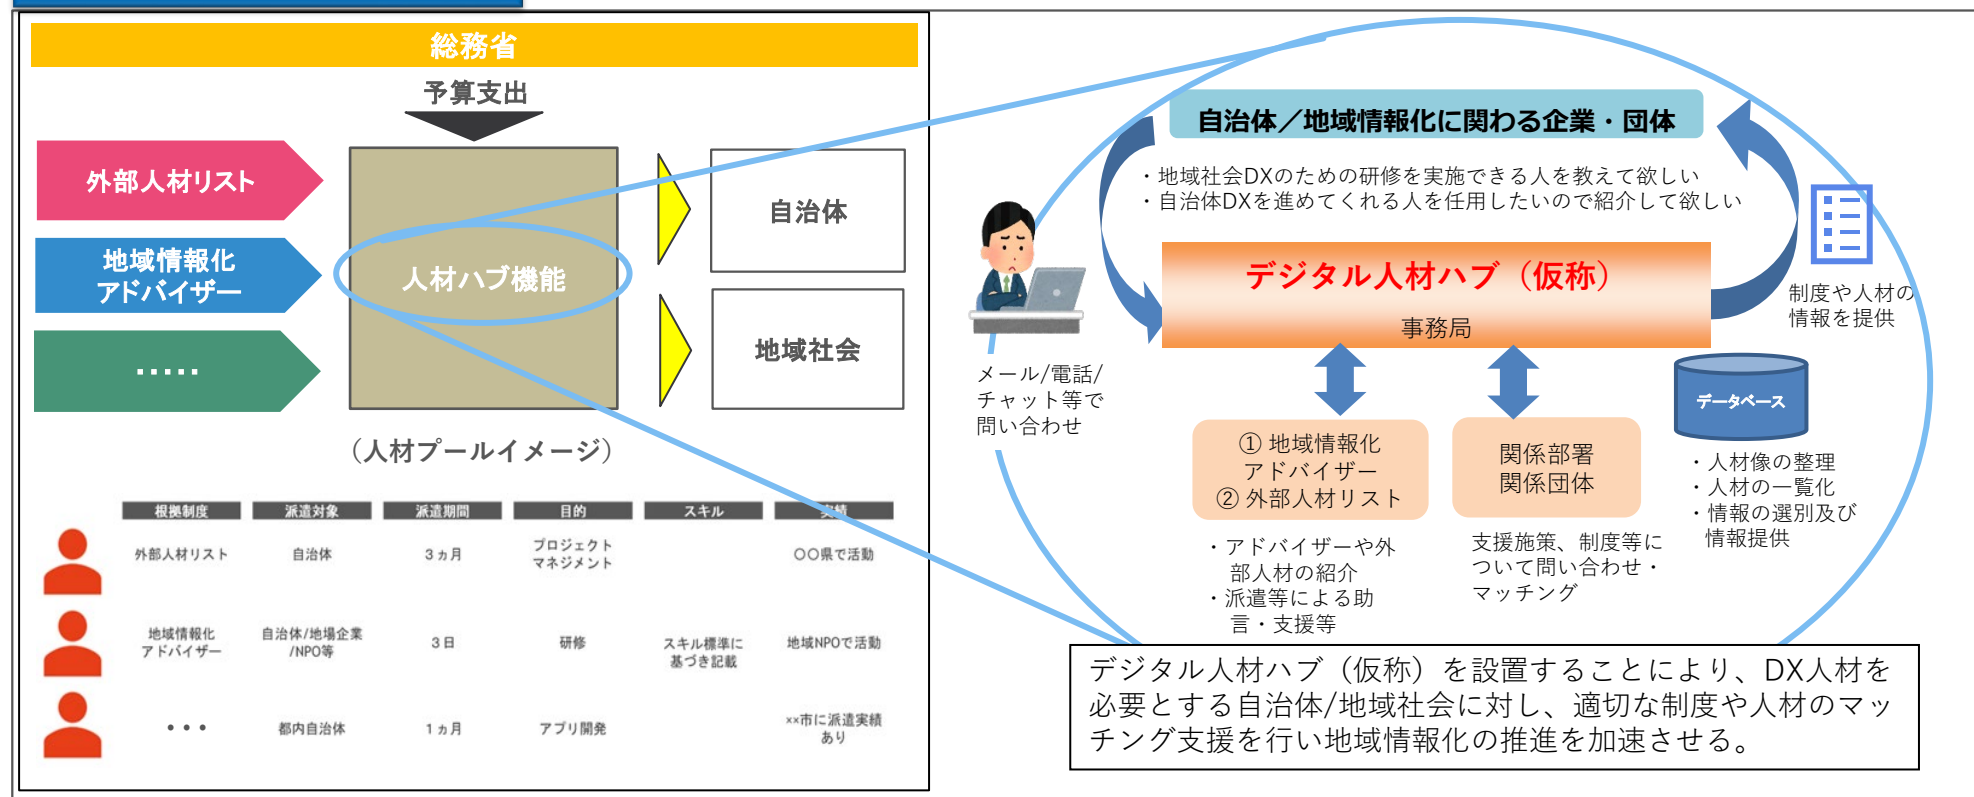 総務省
予算支出
外部人材リスト
地域情報化
アドバイザー
・・・・・
人材ハブ機能
自治体
地域社会
（人材プールイメージ）
根拠制度 派遣対象 派遣期間 目的 スキル 実績
外部人材リスト 自治体 3ヵ月 プロジェクト
マネジメント 〇〇県で活動
地域情報化
アドバイザー 自治体/地場企業
/NPO等 3日 研修 スキル標準に
基づき記載 地域NPOで活動
・・・ 都内自治体 1ヵ月 アプリ開発 ××市に派遣実績
あり
自治体／地域情報化に関わる企業・団体
・地域社会DXのための研修を実施できる人を教えて欲しい
・自治体DXを進めてくれる人を任用したいので紹介して欲しい
デジタル人材ハブ（仮称）
事務局
制度や人材の
情報を提供
メール/電話/
チャット等で
問い合わせ
データベース
① 地域情報化
アドバイザー
② 外部人材リスト
関係部署
関係団体
・人材像の整理
・人材の一覧化
・情報の選別及び
情報提供
・アドバイザーや外
部人材の紹介
・派遣等による助
言・支援等
支援施策、制度等に
ついて問い合わせ・
マッチング
デジタル人材ハブ（仮称）を設置することにより、DX人材を
必要とする自治体/地域社会に対し、適切な制度や人材のマッ
チング支援を行い地域情報化の推進を加速させる。